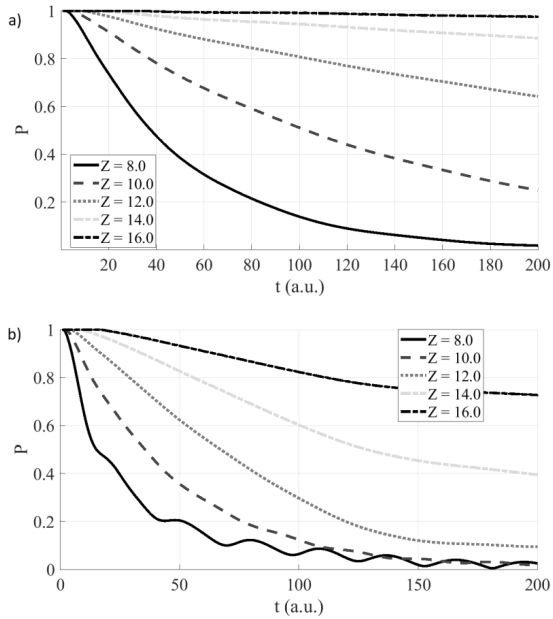 a)
1
0.8
0.6
P
0.4
0.2
Z = 8.0
Z = 10.0
Z = 12.0
Z = 14.0
Z = 16.0
20 40 60 80 100 120 140 160 180 200
t (a.u.)
b)
1
0.8
0.6
P
0.4
0.2
0
Z = 8.0
Z = 10.0
Z = 12.0
Z = 14.0
Z = 16.0
0 50 100 150 200
t (a.u.)